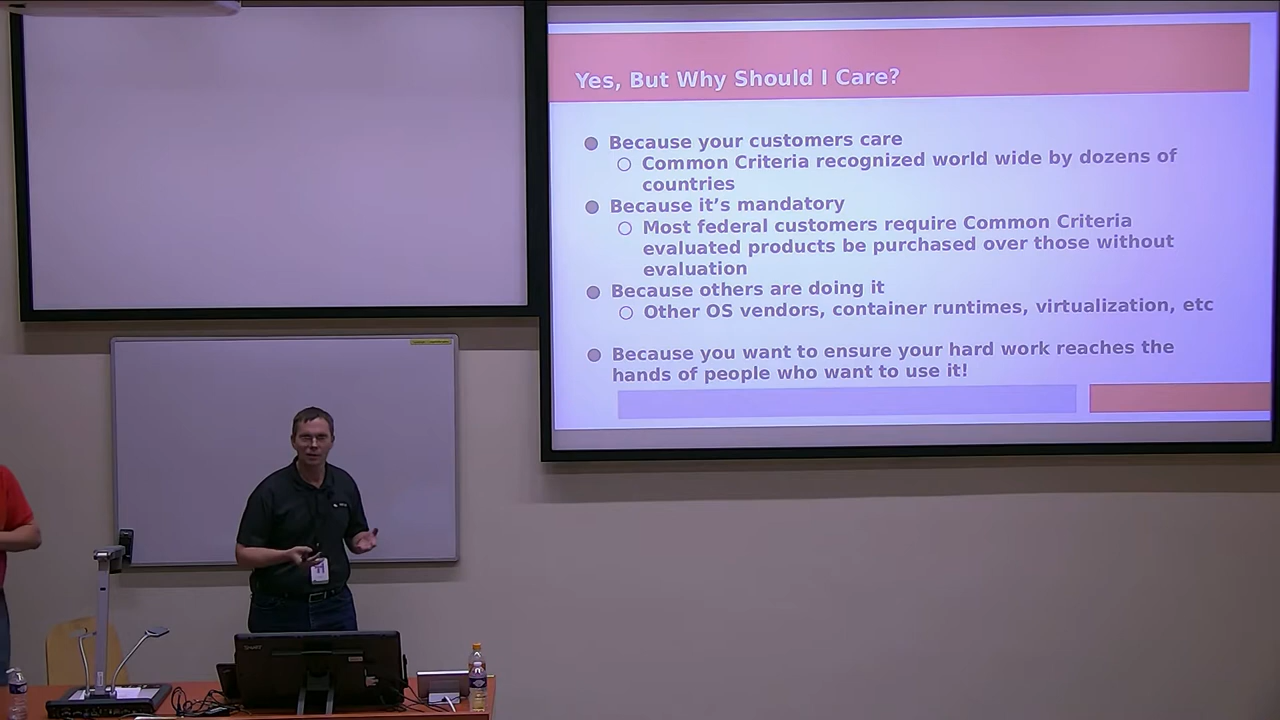 Yes, But Why Should I Care?
Because your customers care
Common Criteria recognized world wide by dozens of
countries
Because it's mandatory
Most federal customers require Common Criteria
evaluated products be purchased over those without
evaluation
Because others are doing it
Other OS vendors, container runtimes, virtualization, etc
Because you want to ensure your hard work reaches the
hands of people who want to use it!